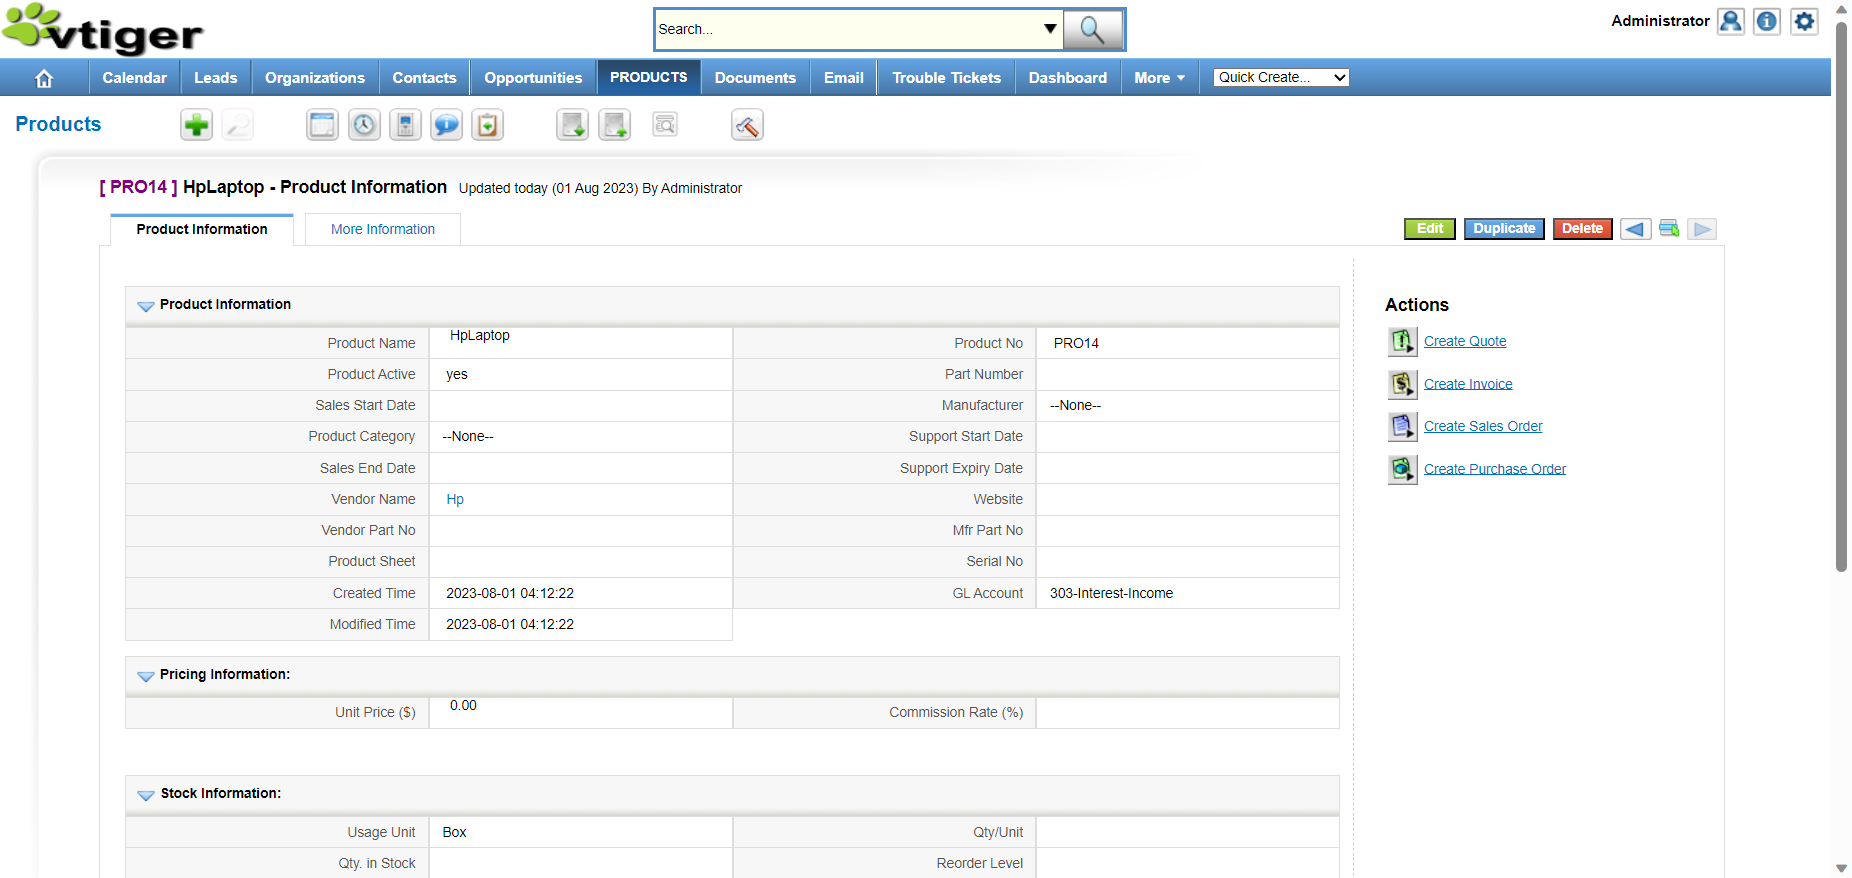 vtiger
Search...
Administrator
Calendar
Leads
Organizations
Contacts
Opportunities
PRODUCTS
Documents
Email
Trouble Tickets
Dashboard
More
Quick Create...
Products
[ PRO14 ] HpLaptop - Product Information Updated today (01 Aug 2023) By Administrator
Product Information
More Information
Edit
Duplicate
Delete
Product Information
Product Name HpLaptop Product No PRO14
Product Active yes Part Number
Sales Start Date Manufacturer --None--
Product Category --None-- Support Start Date
Sales End Date Support Expiry Date
Vendor Name Hp Website
Vendor Part No Mfr Part No
Product Sheet Serial No
Created Time 2023-08-01 04:12:22 GL Account 303-Interest-Income
Modified Time 2023-08-01 04:12:22
Pricing Information:
Unit Price ($) 0.00 Commission Rate (%)
Stock Information:
Usage Unit Box Qty/Unit
Qty. in Stock Reorder Level
Actions
Create Quote
Create Invoice
Create Sales Order
Create Purchase Order